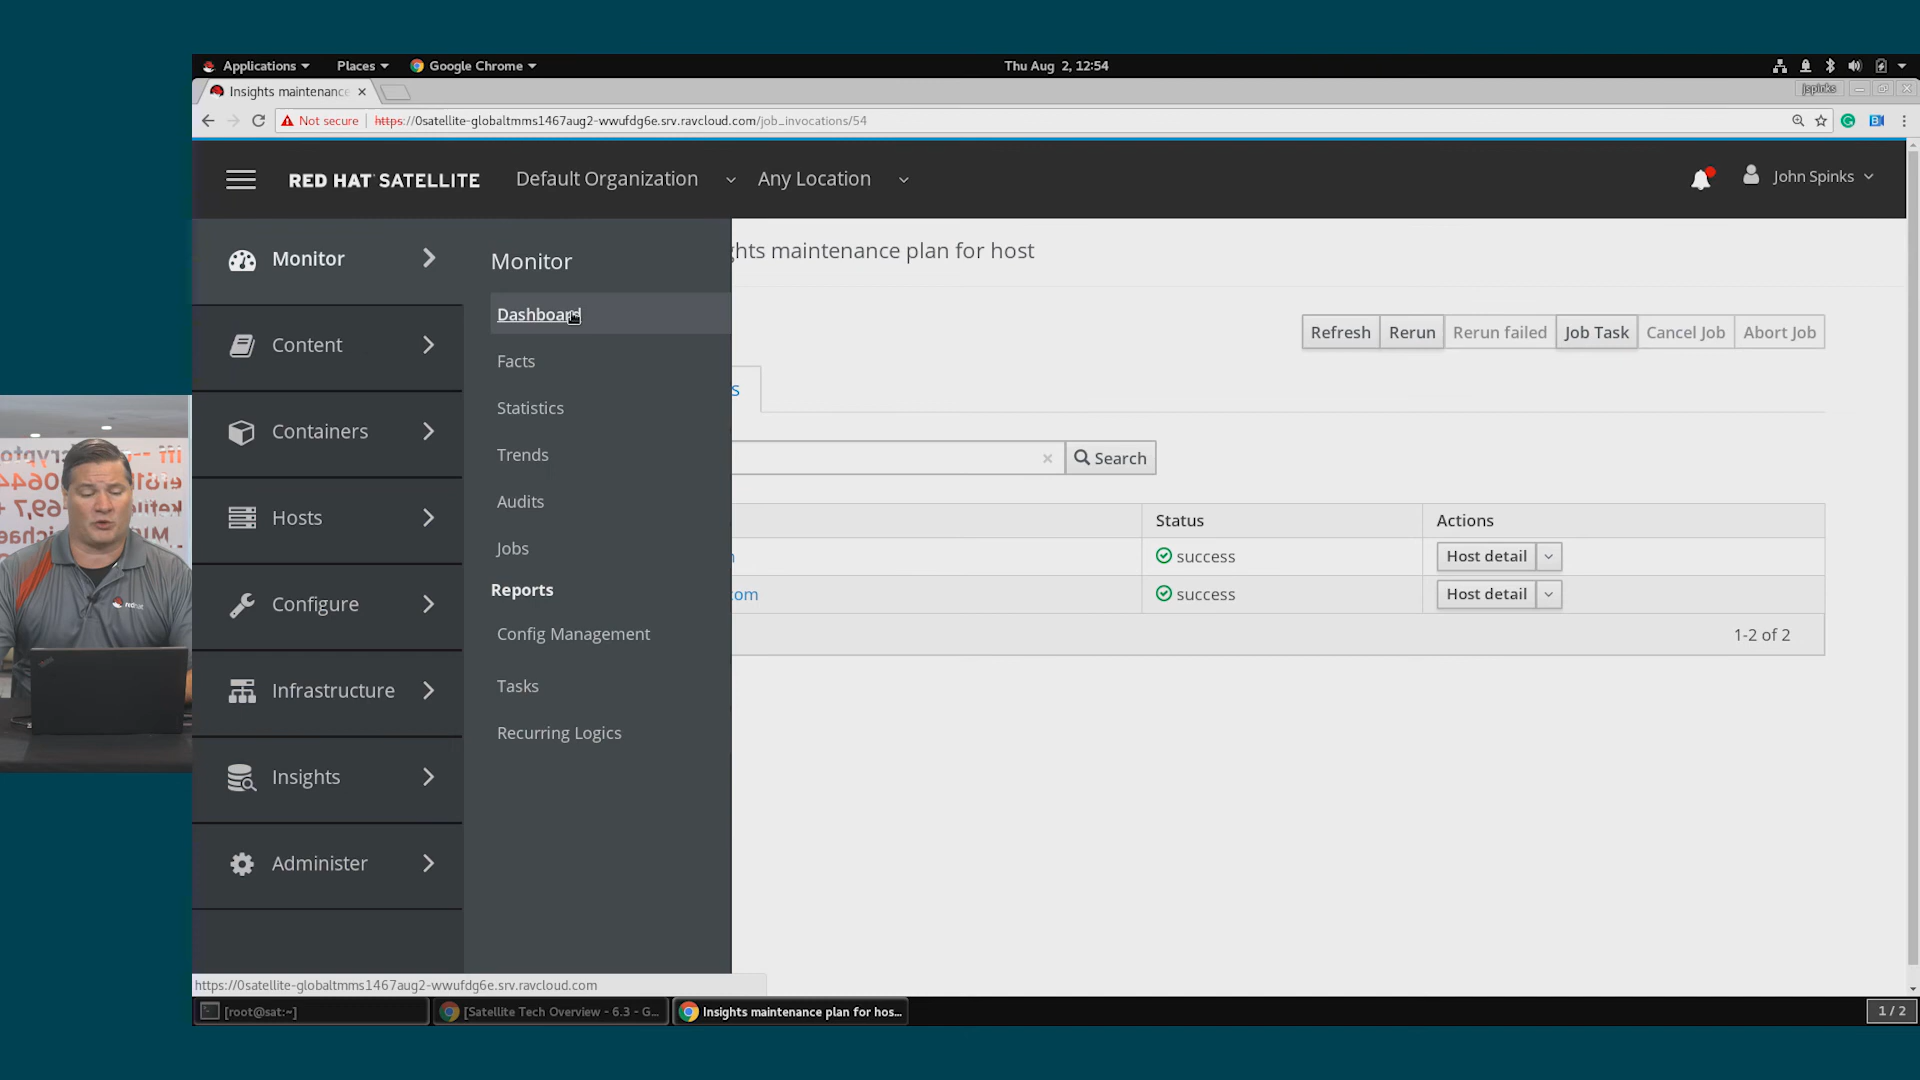 Applications
Places
Google Chrome
Thu Aug 2, 12:54
Insights maintenance
jspinks
Not secure
https://0satellite-globaltmms1467aug2-wwufdg6e.srv.ravcloud.com/job_invocations/54
RED HAT SATELLITE
Default Organization
Any Location
John Spinks
Monitor
Content
Containers
Hosts
Configure
Infrastructure
Insights
Administer
Monitor
Dashboard
Facts
Statistics
Trends
Audits
Jobs
Reports
Config Management
Tasks
Recurring Logics
ghts maintenance plan for host
Refresh
Rerun
Rerun failed
Job Task
Cancel Job
Abort Job
s
Search
Status
Actions
success
Host detail
.com
success
Host detail
1-2 of 2
https://0satellite-globaltmms1467aug2-wwufdg6e.srv.ravcloud.com
[root@sat:~]
[Satellite Tech Overview - 6.3 - G...
Insights maintenance plan for hos...
1 / 2
redhat